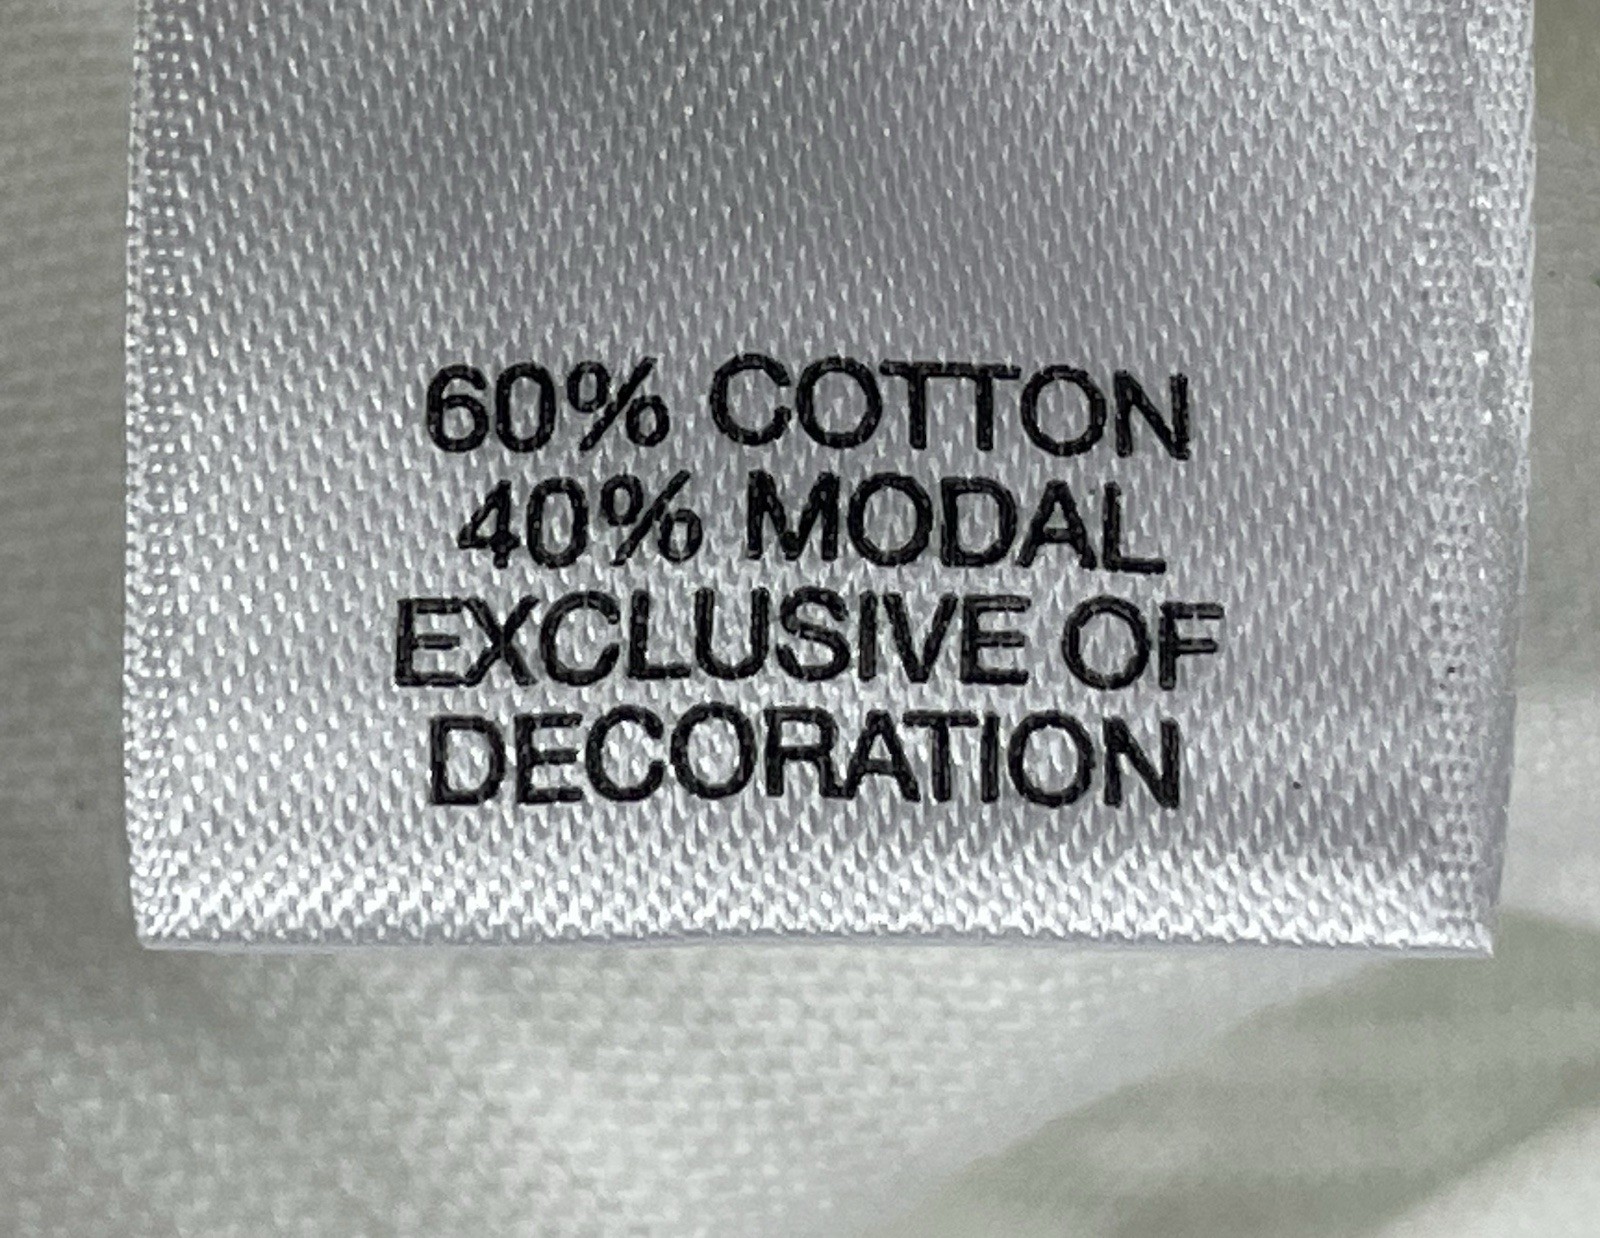 60% COTTON
40% MODAL
EXCLUSIVE OF
DECORATION